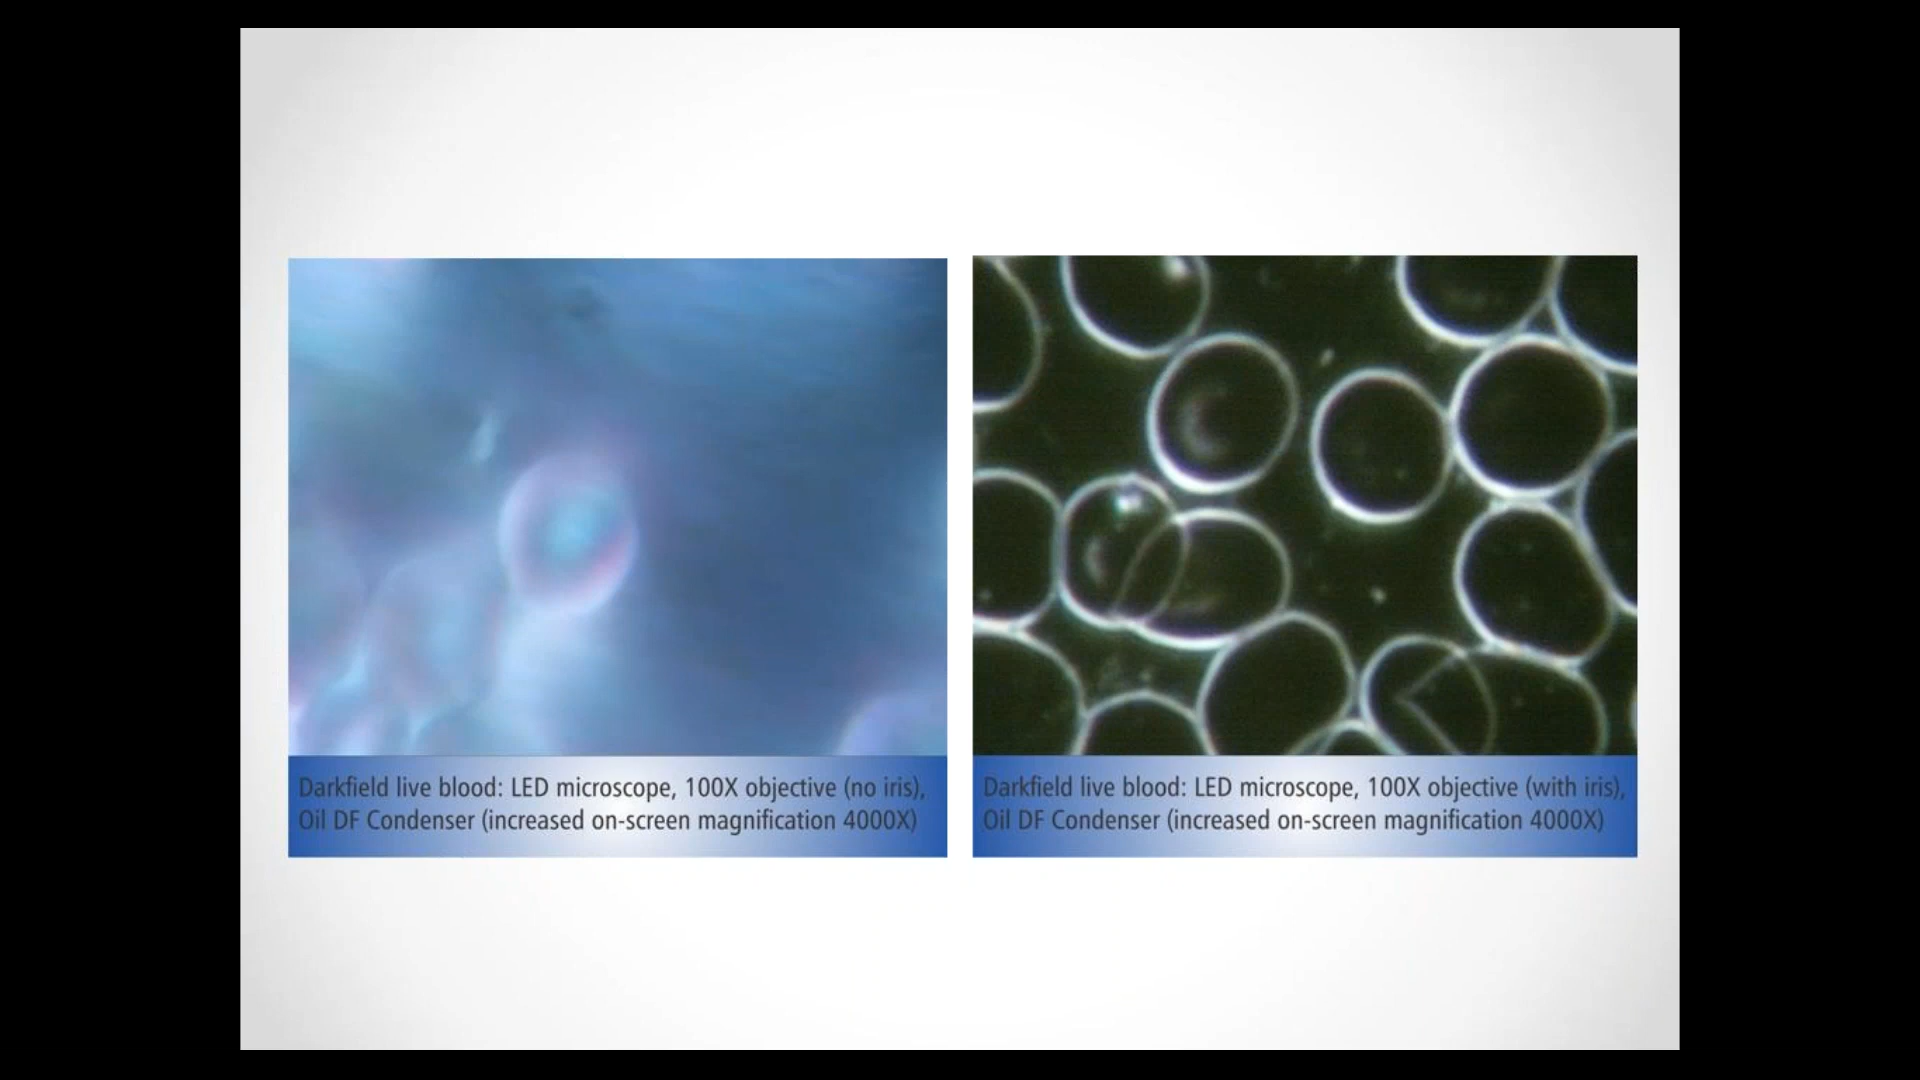 Darkfield live blood: LED microscope, 100X objective (no iris),
Oil DF Condenser (increased on-screen magnification 4000X)
Darkfield live blood: LED microscope, 100X objective (with iris),
Oil DF Condenser (increased on-screen magnification 4000X)